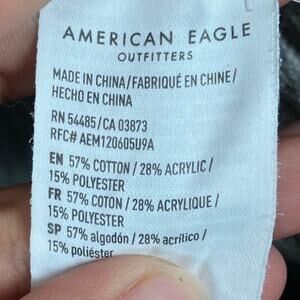 AMERICAN EAGLE
OUTFITTERS
MADE IN CHINA/FABRIQUÉ EN CHINE/
HECHO EN CHINA
RN 54485/CA 03873
RFC# AEM120605U9A
EN 57% COTTON / 28% ACRYLIC /
15% POLYESTER
FR 57% COTON / 28% ACRYLIQUE /
15% POLYESTER
SP 57% algodón / 28% acrílico /
15% poliéster